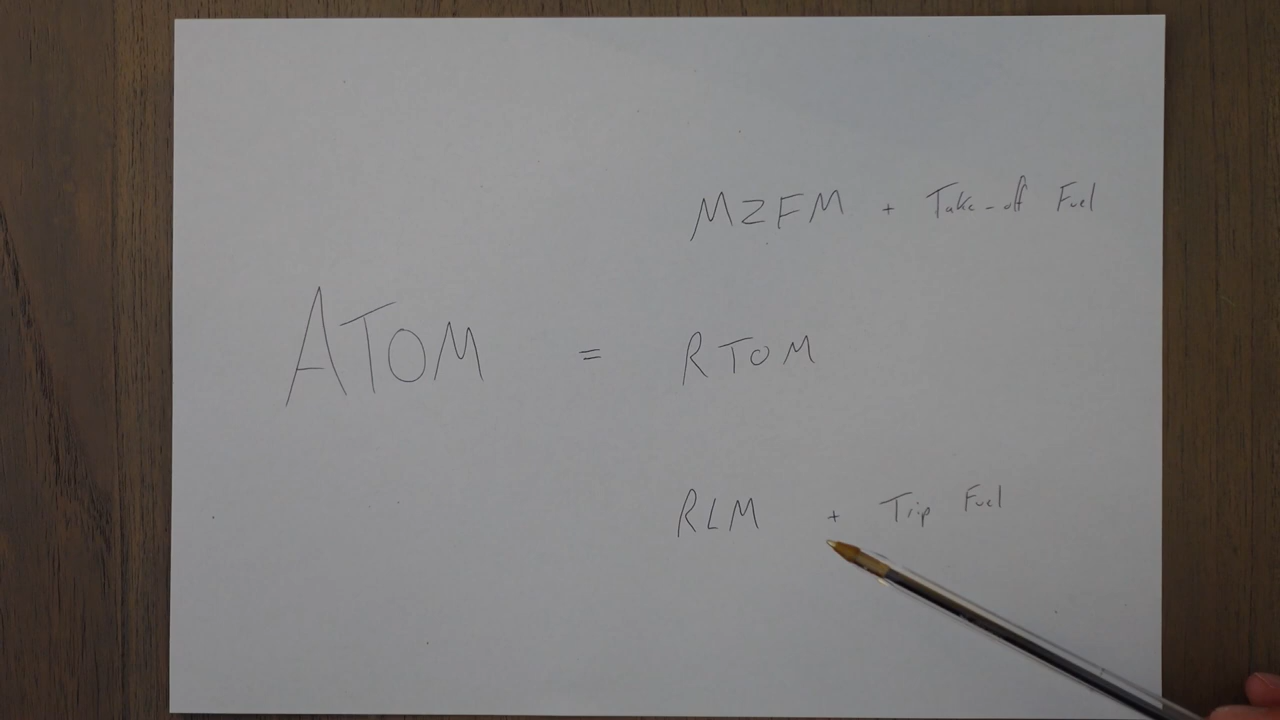 MZFM + Take-off Fuel
ATOM = RTOM
RLM + Trip Fuel